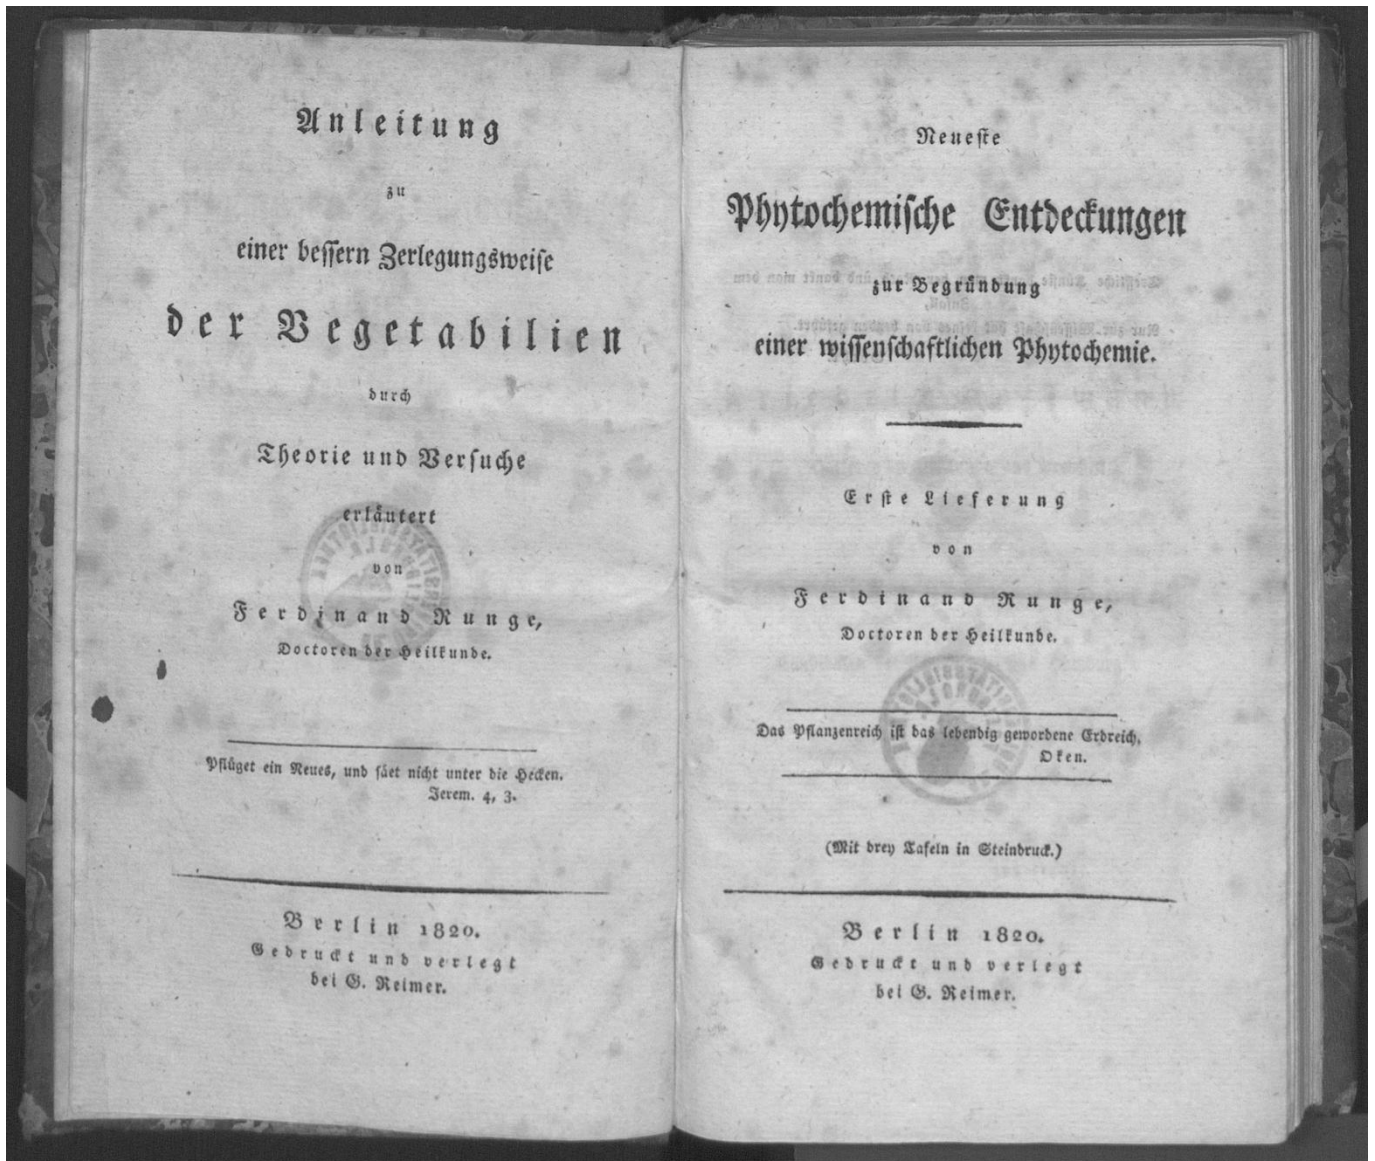 Anleitung
zu
einer bessern Zerlegungsweise
der Vegetabilien
durch
Theorie und Versuche
erläutert
von
Ferdinand Runge,
Doctoren der Heilkunde.
Pflüget ein Neues, und säet nicht unter die Hecken.
Jerem. 4, 3.
Berlin 1820.
Gedruckt und verlegt
bei G. Reimer.
Neueste
Phytochemische Entdeckungen
zur Begründung
einer wissenschaftlichen Phytochemie.
Erste Lieferung
von
Ferdinand Runge,
Doctoren der Heilkunde.
Das Pflanzenreich ist das lebendig gewordene Erdreich.
Oken.
(Mit drey Tafeln in Steindruck.)
Berlin 1820.
Gedruckt und verlegt
bei G. Reimer.